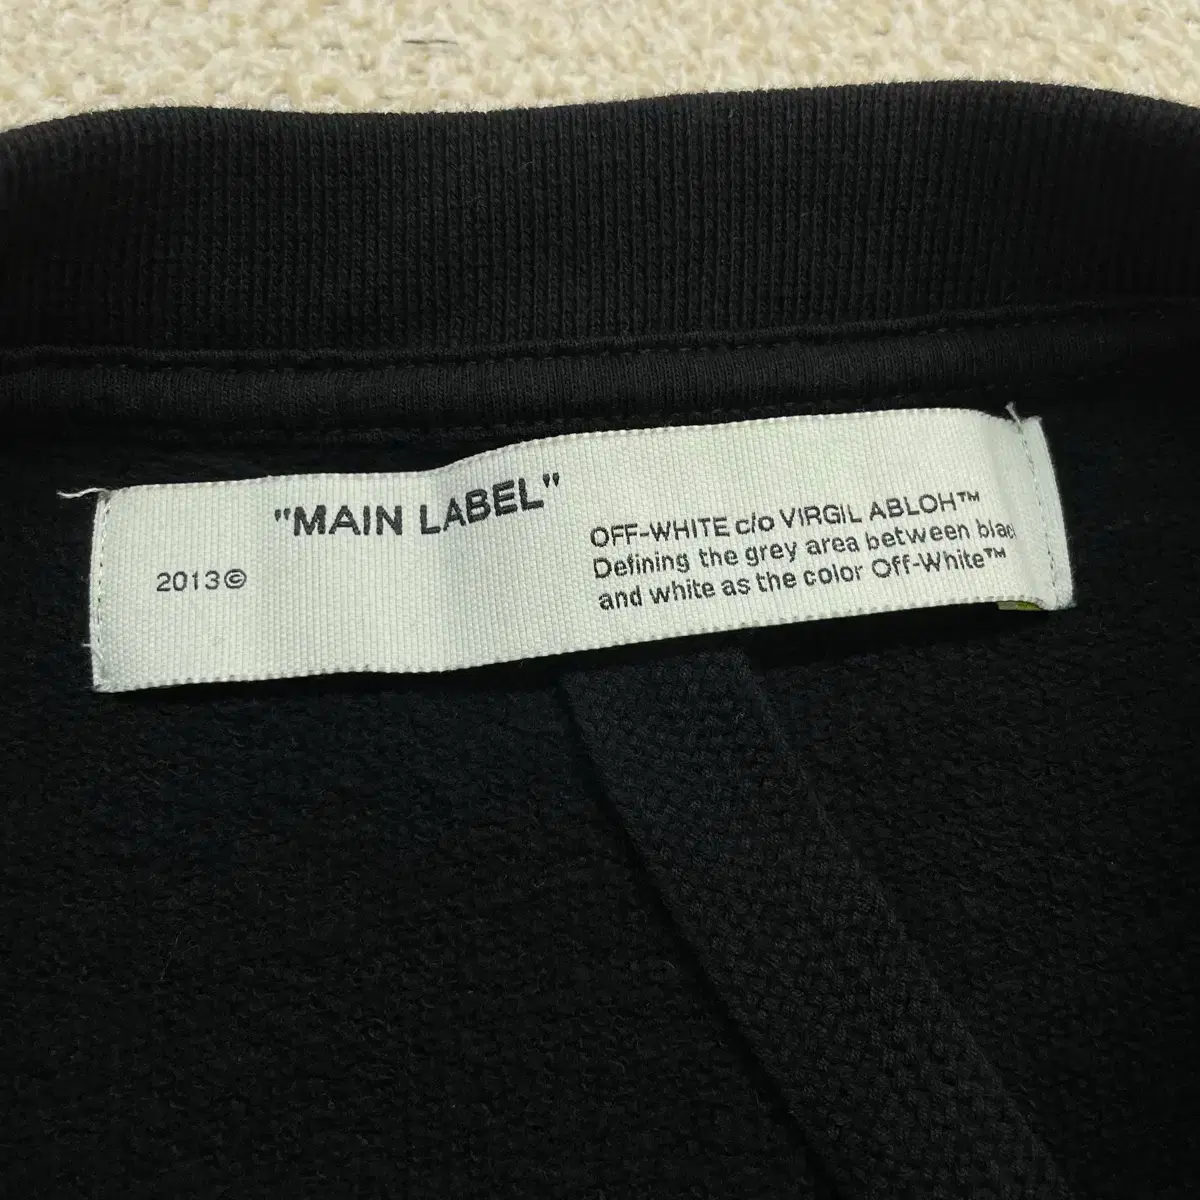 "MAIN LABEL"
2013©
OFF-WHITE c/o VIRGIL ABLOH™
Defining the grey area between
and white as the color Off-White™